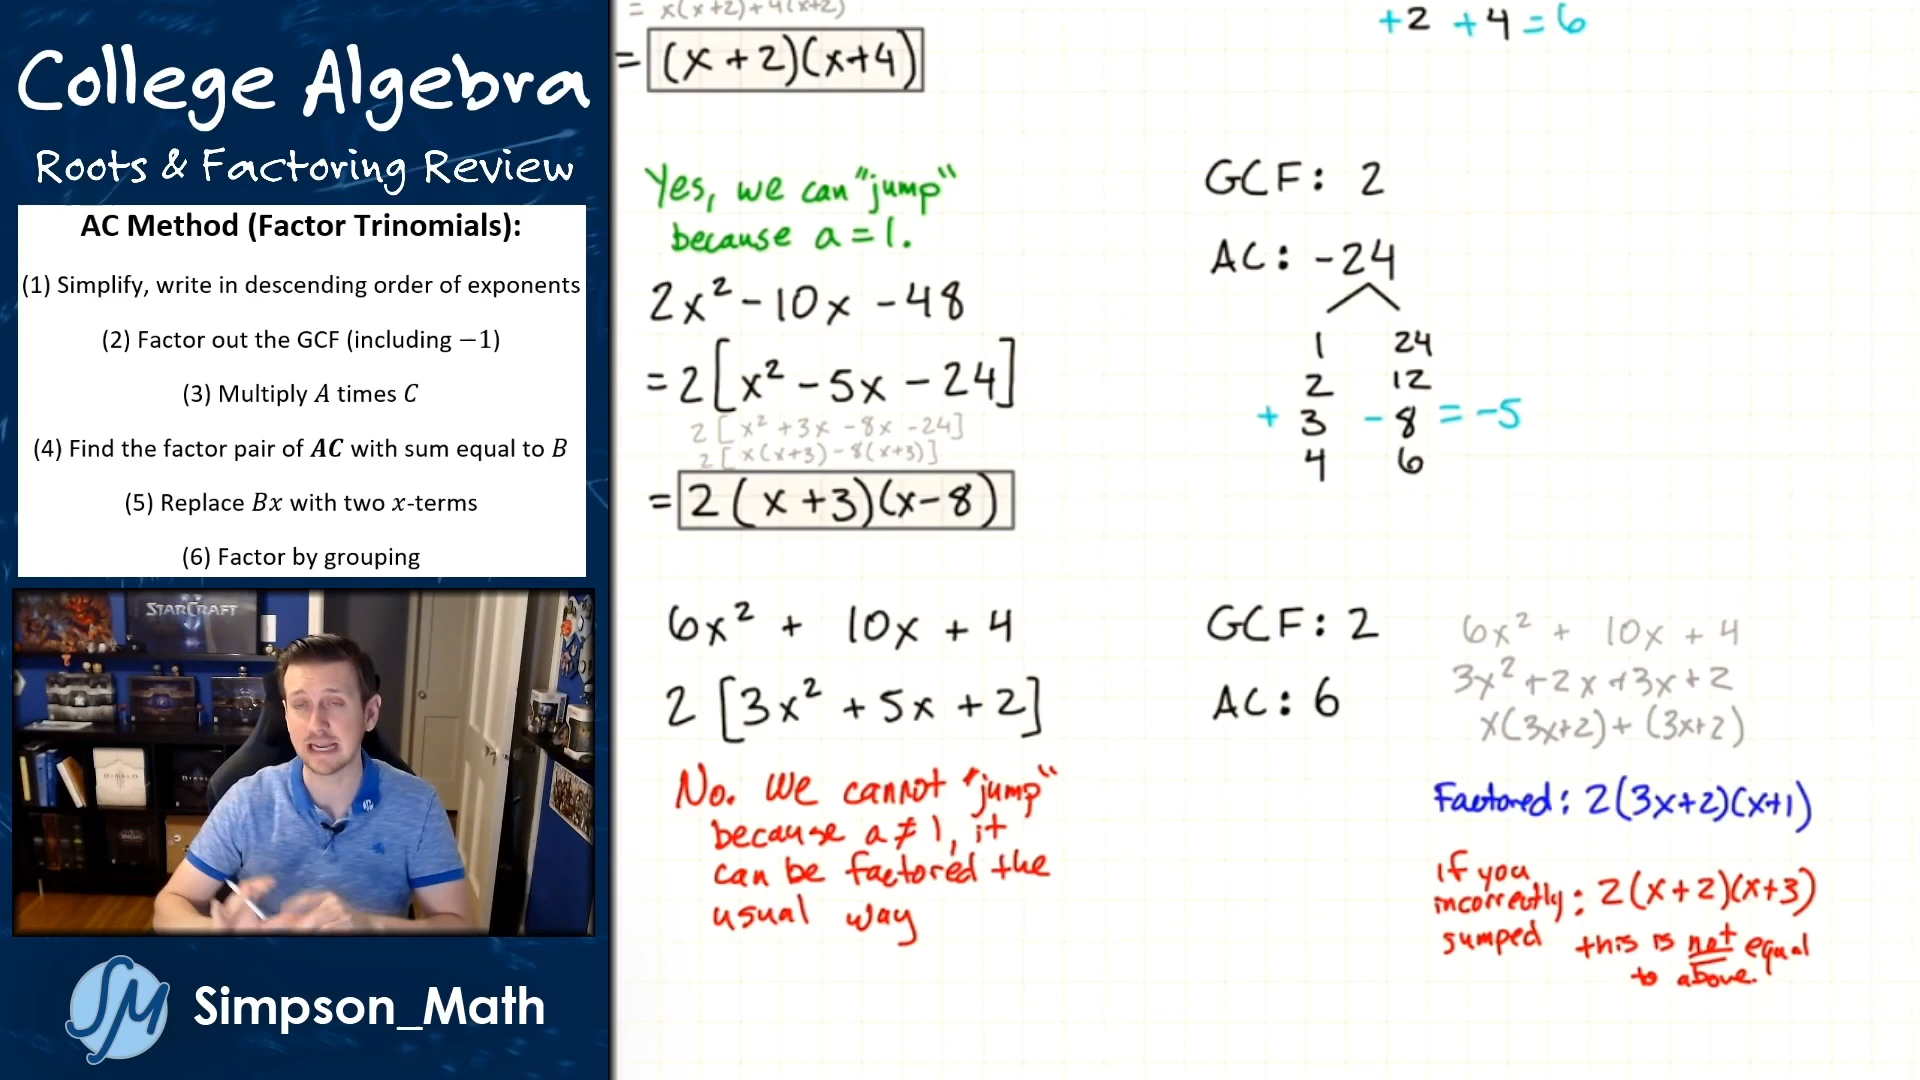 College Algebra
Roots & Factoring Review
AC Method (Factor Trinomials):
(1) Simplify, write in descending order of exponents
(2) Factor out the GCF (including −1)
(3) Multiply A times C
(4) Find the factor pair of AC with sum equal to B
(5) Replace Bx with two x-terms
(6) Factor by grouping
STARCRAFT
DIABLO
SM
Simpson_Math
= x(x+2)+4(x+2)
= (x+2)(x+4)
+2 +4 = 6
Yes, we can "jump"
because a = 1.
2x² − 10x − 48
= 2[x² − 5x − 24]
2[x² + 3x − 8x − 24]
2[x(x+3) − 8(x+3)]
= 2(x+3)(x−8)
GCF: 2
AC: −24
1 24
2 12
+ 3 − 8 = −5
4 6
6x² + 10x + 4
2[3x² + 5x + 2]
No. We cannot "jump"
because a ≠ 1, it
can be factored the
usual way
GCF: 2
AC: 6
6x² + 10x + 4
3x² + 2x + 3x + 2
x(3x+2) + (3x+2)
Factored: 2(3x+2)(x+1)
if you
incorrectly: 2(x+2)(x+3)
jumped this is not equal
to above.